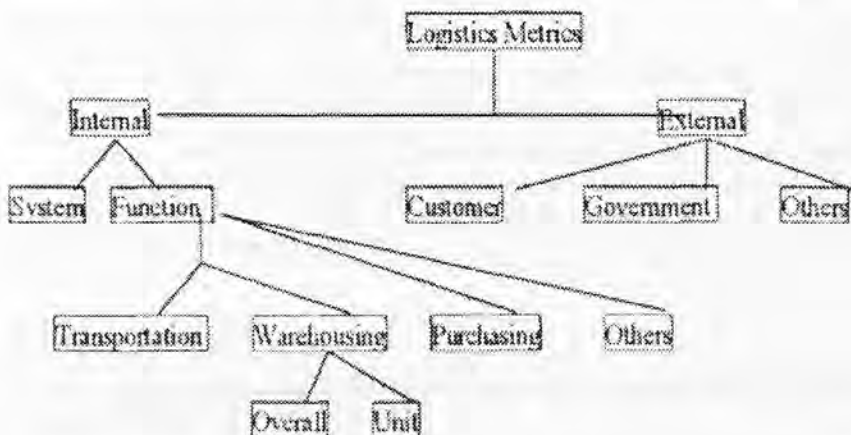 Logistics Metrics
Internal
External
System
Function
Customer
Government
Others
Transportation
Warehousing
Purchasing
Others
Overall
Unit